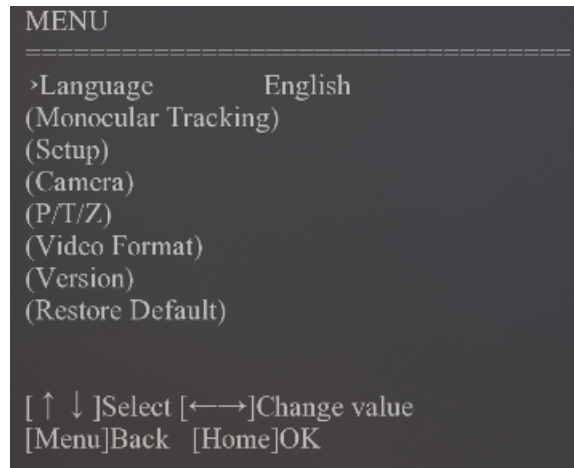 MENU
====================================
›Language English
(Monocular Tracking)
(Setup)
(Camera)
(P/T/Z)
(Video Format)
(Version)
(Restore Default)
[ ↑ ↓ ]Select [←→]Change value
[Menu]Back [Home]OK